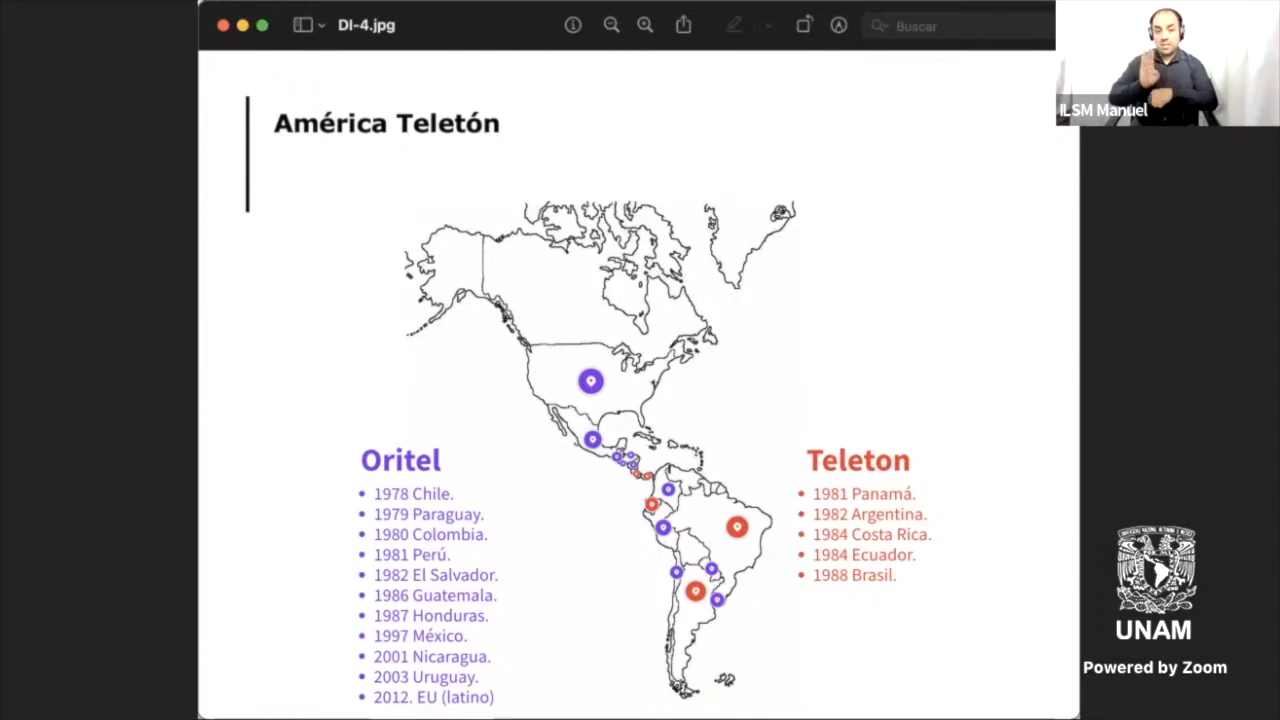 DI-4.jpg
Buscar
ILSM Manuel
América Teletón
Oritel
• 1978 Chile.
• 1979 Paraguay.
• 1980 Colombia.
• 1981 Perú.
• 1982 El Salvador.
• 1986 Guatemala.
• 1987 Honduras.
• 1997 México.
• 2001 Nicaragua.
• 2003 Uruguay.
• 2012. EU (latino)
Teleton
• 1981 Panamá.
• 1982 Argentina.
• 1984 Costa Rica.
• 1984 Ecuador.
• 1988 Brasil.
UNAM
Powered by Zoom